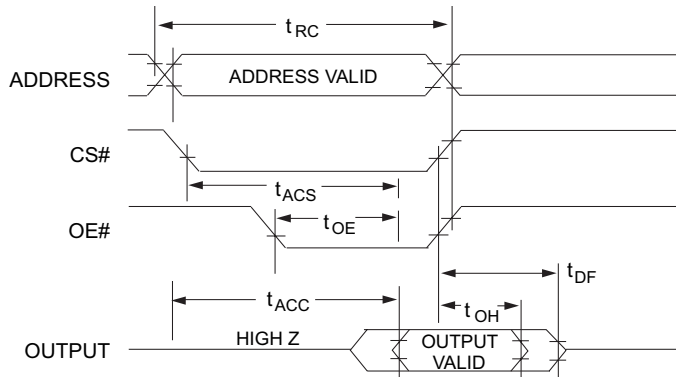 tRC
ADDRESS
ADDRESS VALID
CS#
tACS
OE#
tOE
tDF
tACC
tOH
OUTPUT
HIGH Z
OUTPUT
VALID